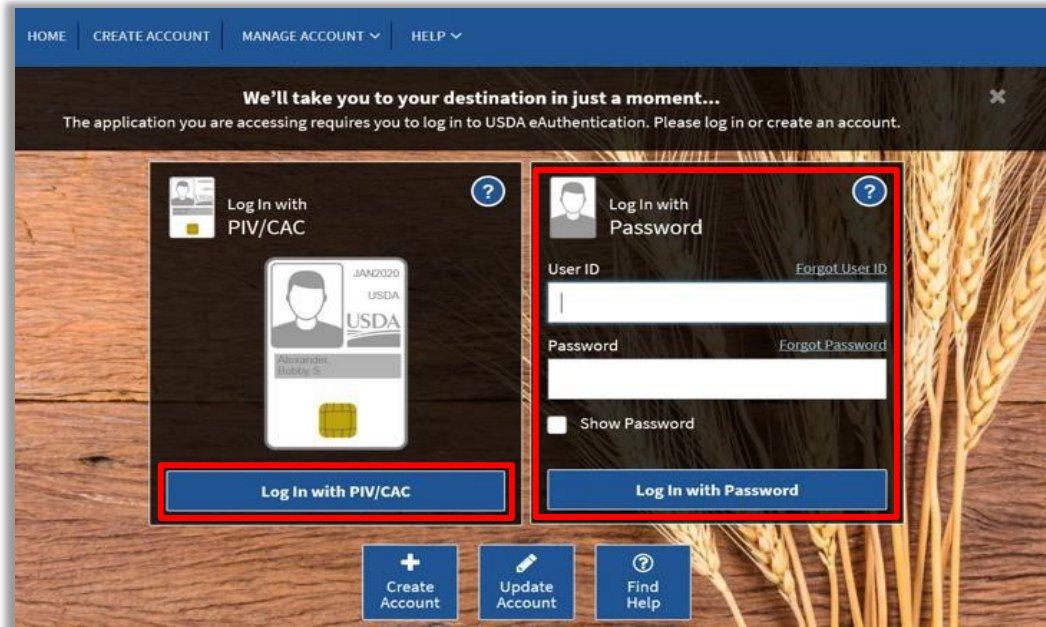 HOME CREATE ACCOUNT MANAGE ACCOUNT HELP
We'll take you to your destination in just a moment...
The application you are accessing requires you to log in to USDA eAuthentication. Please log in or create an account.
Log In with
PIV/CAC
?
JAN2020
USDA
USDA
Alexander,
Bobby S.
Log In with PIV/CAC
Log In with
Password
?
User ID Forgot User ID
Password Forgot Password
Show Password
Log In with Password
Create
Account
Update
Account
?
Find
Help